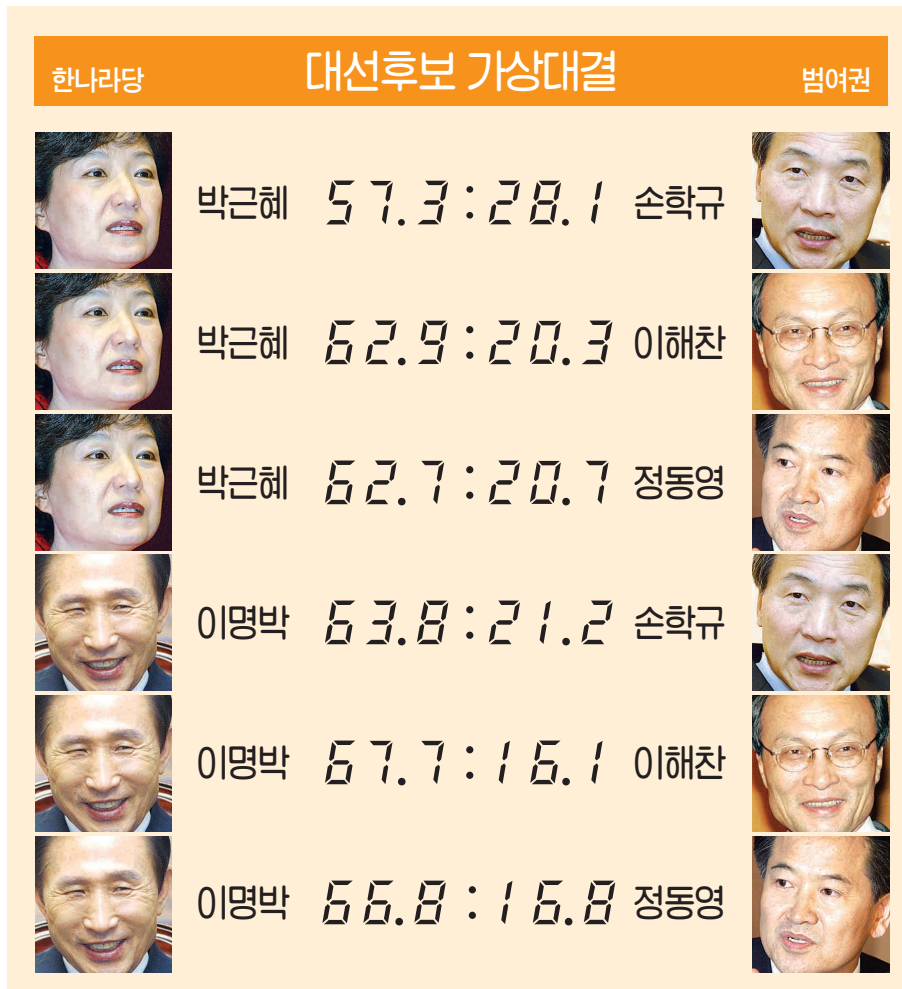 한나라당 대선후보 가상대결 범여권
박근혜 57.3:28.1 손학규
박근혜 62.9:20.3 이해찬
박근혜 62.7:20.7 정동영
이명박 63.8:21.2 손학규
이명박 67.7:16.1 이해찬
이명박 66.8:16.8 정동영